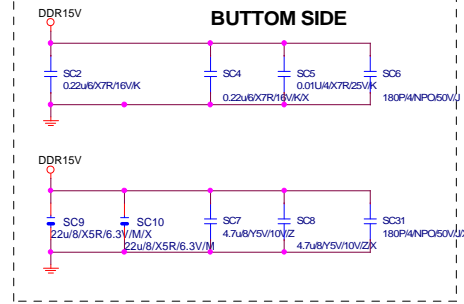 DDR15V
BUTTOM SIDE
SC2
0.22u/6/X7R/16V/K
SC4
0.22u/6/X7R/16V/K/X
SC5
0.01U/4/X7R/25V/K
SC6
180P/4/NPO/50V/J
DDR15V
SC9
22u/8/X5R/6.3V/M/X
SC10
22u/8/X5R/6.3V/M
SC7
4.7u/8/Y5V/10V/Z
SC8
4.7u/8/Y5V/10V/Z/X
SC31
180P/4/NPO/50V/J/X